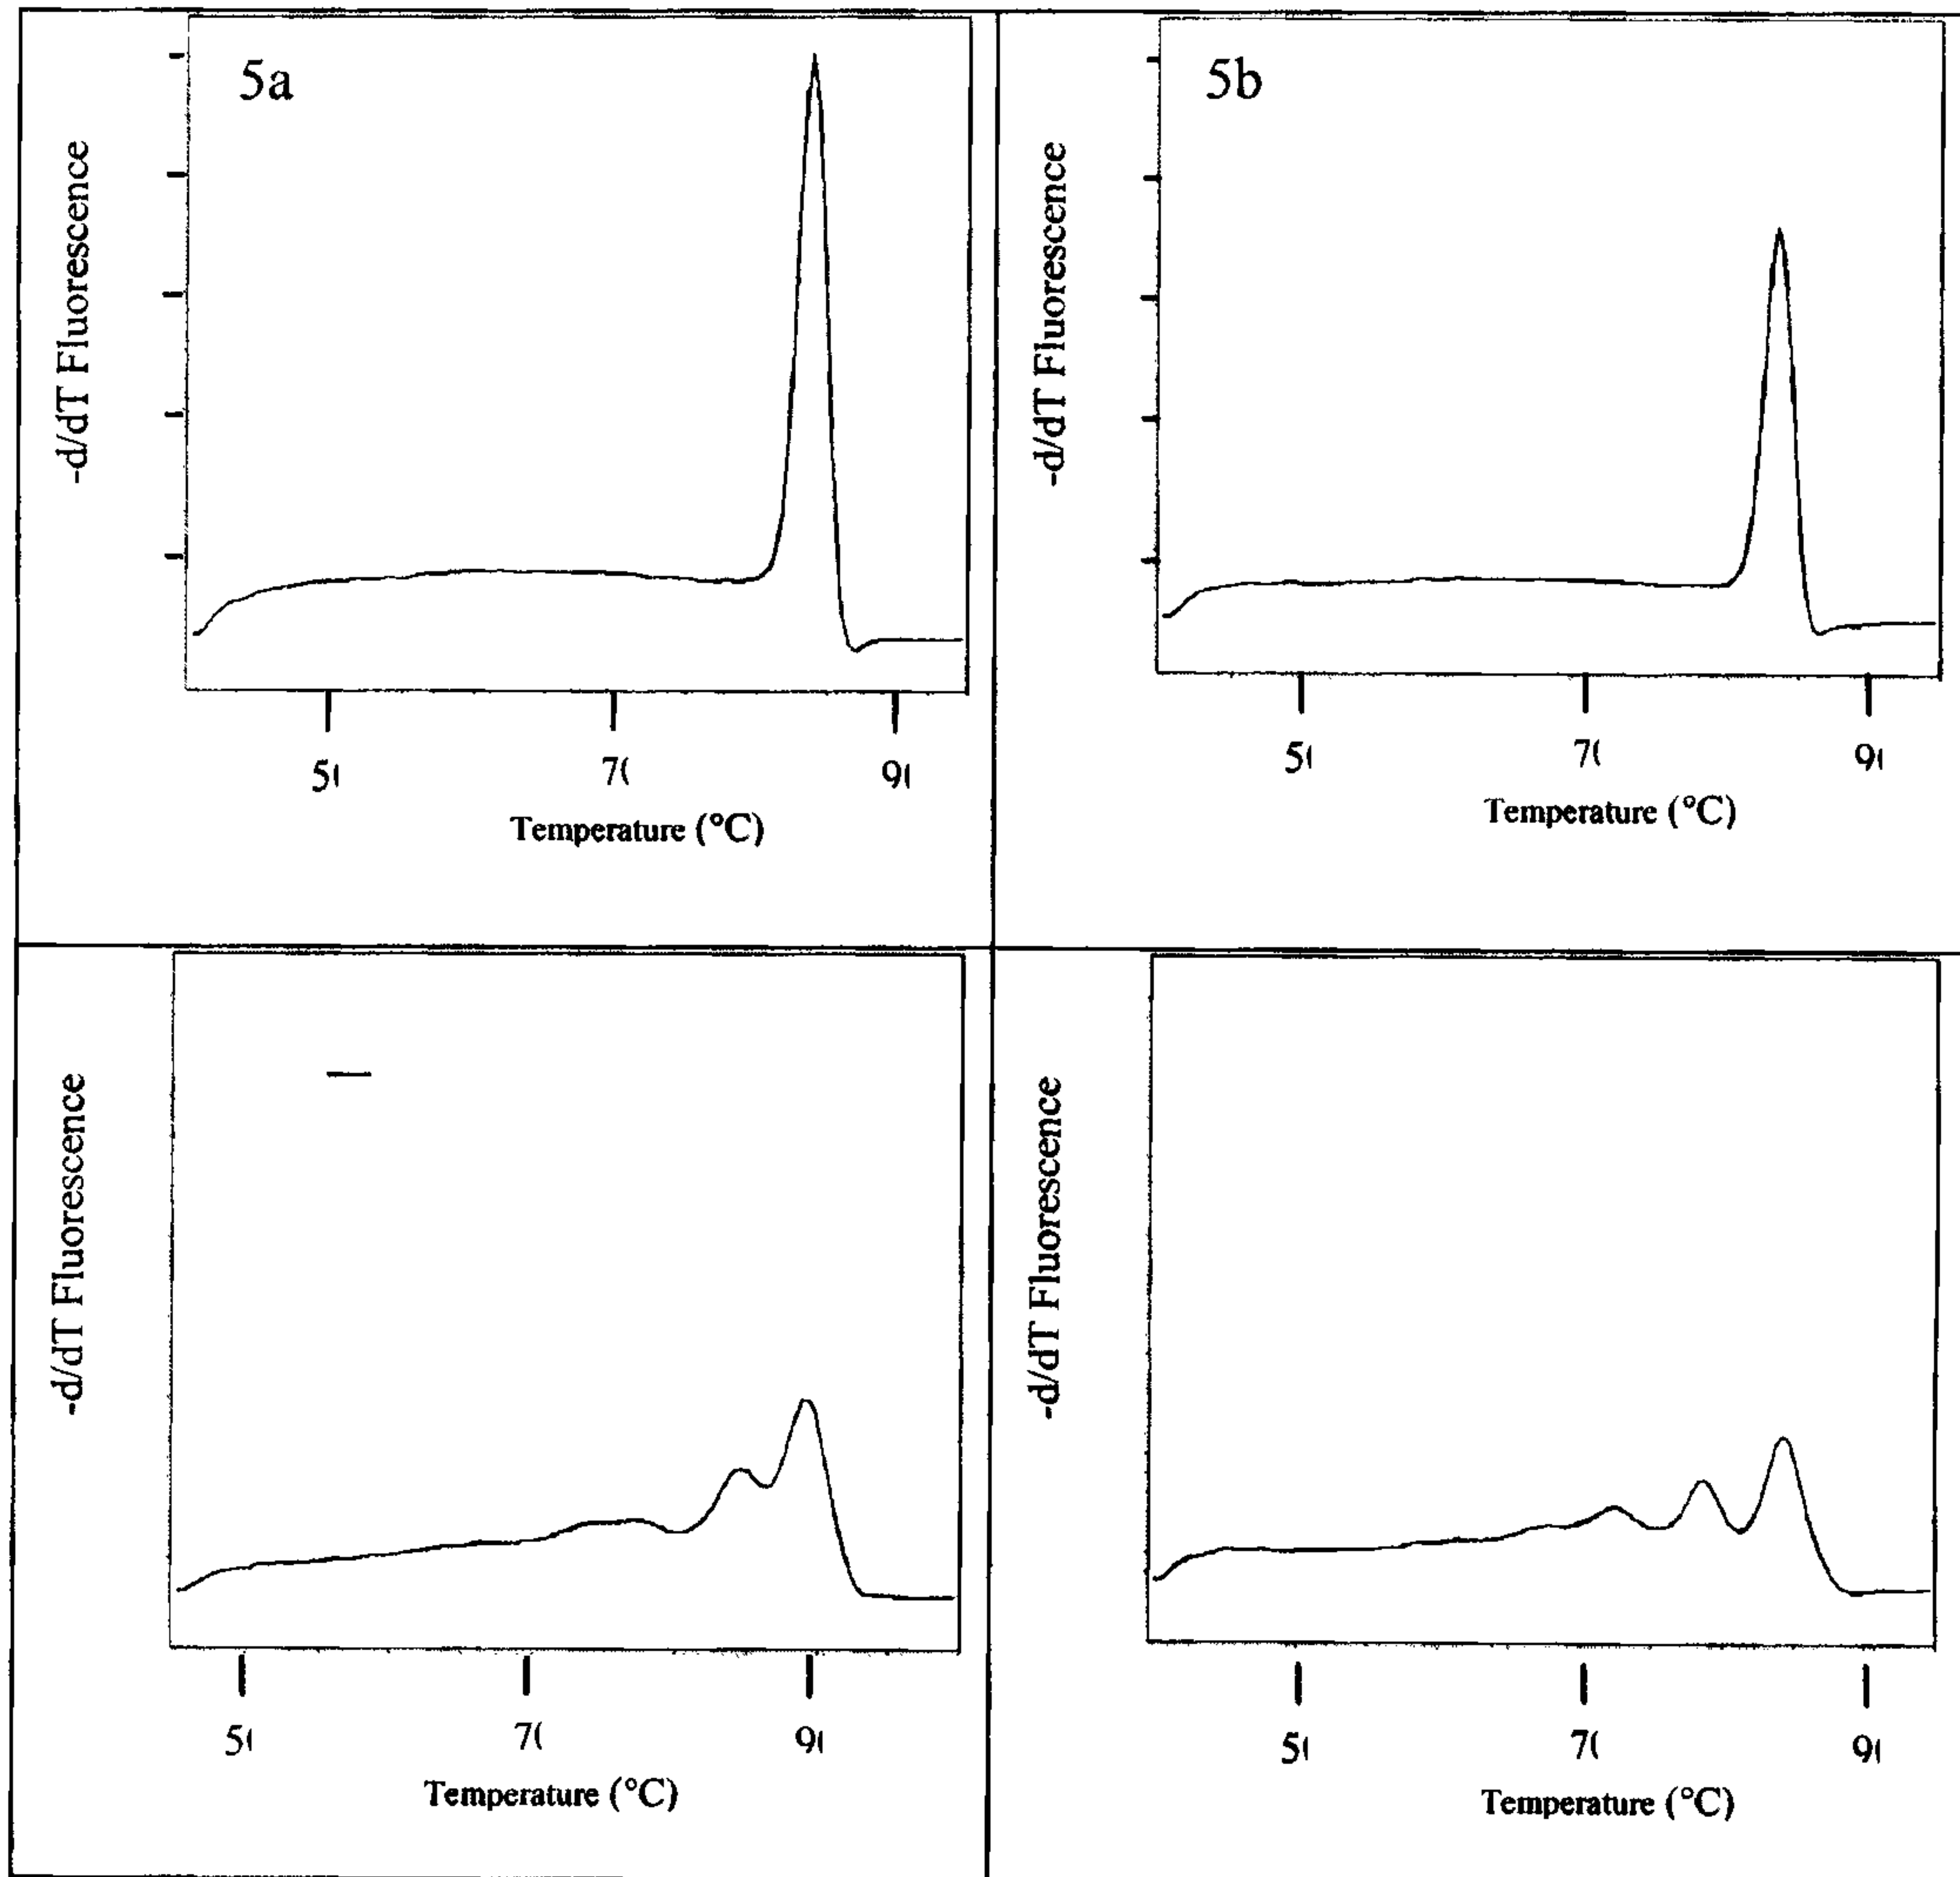 5a
-d/dT Fluorescence
5(
7(
9(
Temperature (°C)
5b
-d/dT Fluorescence
5(
7(
9(
Temperature (°C)
-d/dT Fluorescence
5(
7(
9(
Temperature (°C)
-d/dT Fluorescence
5(
7(
9(
Temperature (°C)